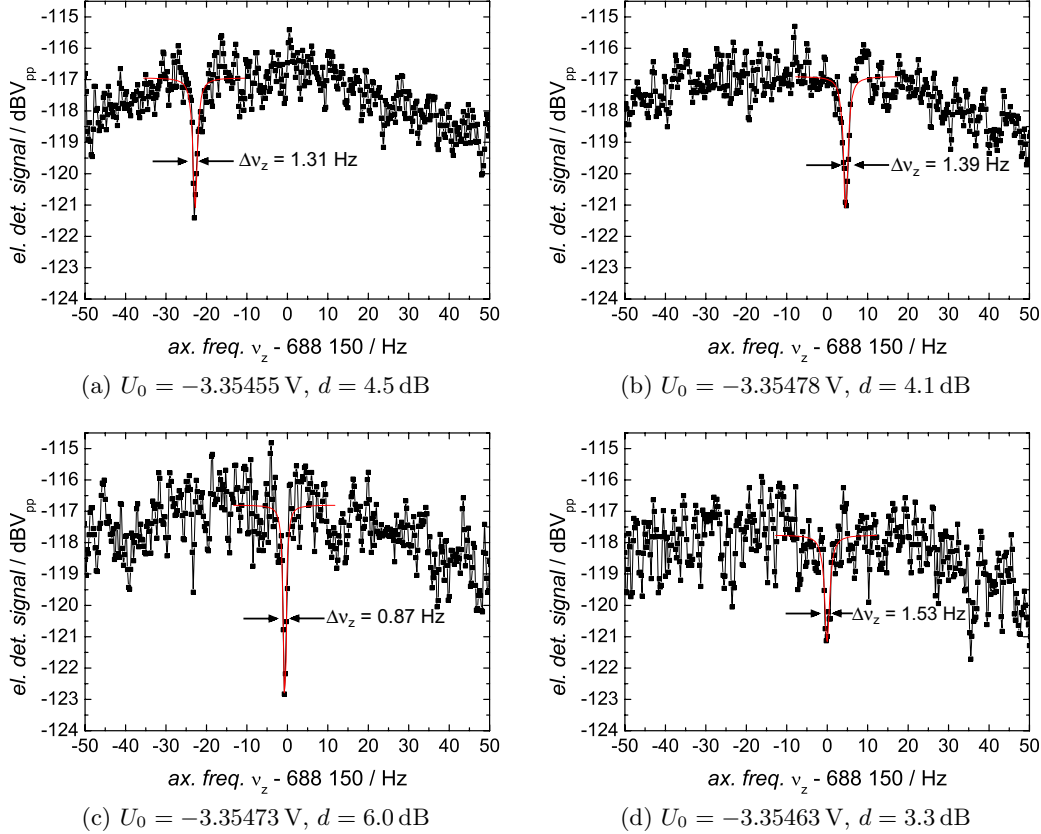 -115
-116
-117
-118
-119
-120
-121
-122
-123
-124
el. det. signal / dBVpp
Δνz = 1.31 Hz
-50 -40 -30 -20 -10 0 10 20 30 40 50
ax. freq. νz - 688 150 / Hz
(a) U0 = −3.35455 V, d = 4.5 dB
-115
-116
-117
-118
-119
-120
-121
-122
-123
-124
el. det. signal / dBVpp
Δνz = 1.39 Hz
-50 -40 -30 -20 -10 0 10 20 30 40 50
ax. freq. νz - 688 150 / Hz
(b) U0 = −3.35478 V, d = 4.1 dB
-115
-116
-117
-118
-119
-120
-121
-122
-123
-124
el. det. signal / dBVpp
Δνz = 0.87 Hz
-50 -40 -30 -20 -10 0 10 20 30 40 50
ax. freq. νz - 688 150 / Hz
(c) U0 = −3.35473 V, d = 6.0 dB
-115
-116
-117
-118
-119
-120
-121
-122
-123
-124
el. det. signal / dBVpp
Δνz = 1.53 Hz
-50 -40 -30 -20 -10 0 10 20 30 40 50
ax. freq. νz - 688 150 / Hz
(d) U0 = −3.35463 V, d = 3.3 dB